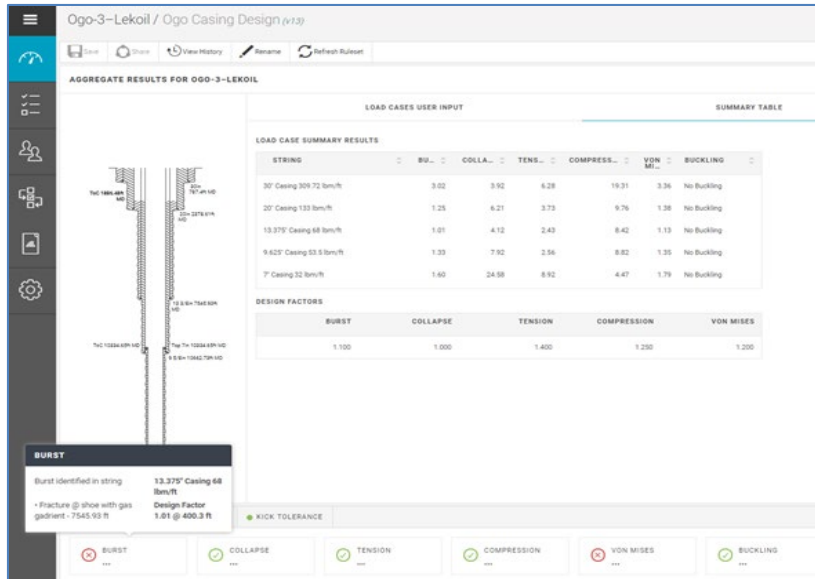 Ogo-3-Lekoil / Ogo Casing Design (v13)
Save Share View History Rename Refresh Ruleset
AGGREGATE RESULTS FOR OGO-3-LEKOIL
LOAD CASES USER INPUT SUMMARY TABLE
LOAD CASE SUMMARY RESULTS
STRING BU... COLLA... TENS... COMPRESS... VON MI... BUCKLING
30" Casing 309.72 lbm/ft 3.02 3.92 6.28 19.31 3.36 No Buckling
20" Casing 133 lbm/ft 1.25 6.21 3.73 9.76 1.38 No Buckling
13.375" Casing 68 lbm/ft 1.01 4.12 2.43 8.42 1.13 No Buckling
9.625" Casing 53.5 lbm/ft 1.33 7.92 2.56 8.82 1.35 No Buckling
7" Casing 32 lbm/ft 1.60 24.58 8.92 4.47 1.79 No Buckling
DESIGN FACTORS
BURST COLLAPSE TENSION COMPRESSION VON MISES
1.100 1.000 1.400 1.250 1.200
30in
787.4ft MD
MD
MD
MD
BURST
Burst identified in string 13.375" Casing 68
lbm/ft
• Fracture @ shoe with gas Design Factor
gadrient - 7545.93 ft 1.01 @ 400.3 ft
KICK TOLERANCE
BURST COLLAPSE TENSION COMPRESSION VON MISES BUCKLING
... ... ... ... ... ...